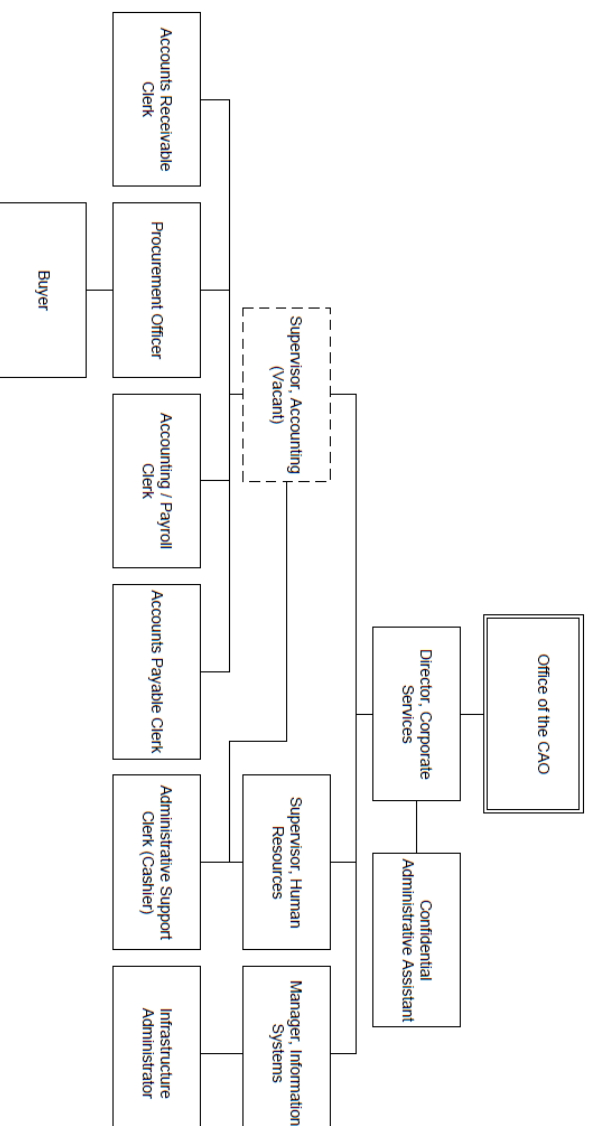 Office of the CAO
Director, Corporate
Services
Confidential
Administrative Assistant
Supervisor, Accounting
(Vacant)
Supervisor, Human
Resources
Manager, Information
Systems
Accounts Receivable
Clerk
Procurement Officer
Accounting / Payroll
Clerk
Accounts Payable Clerk
Administrative Support
Clerk (Cashier)
Infrastructure
Administrator
Buyer